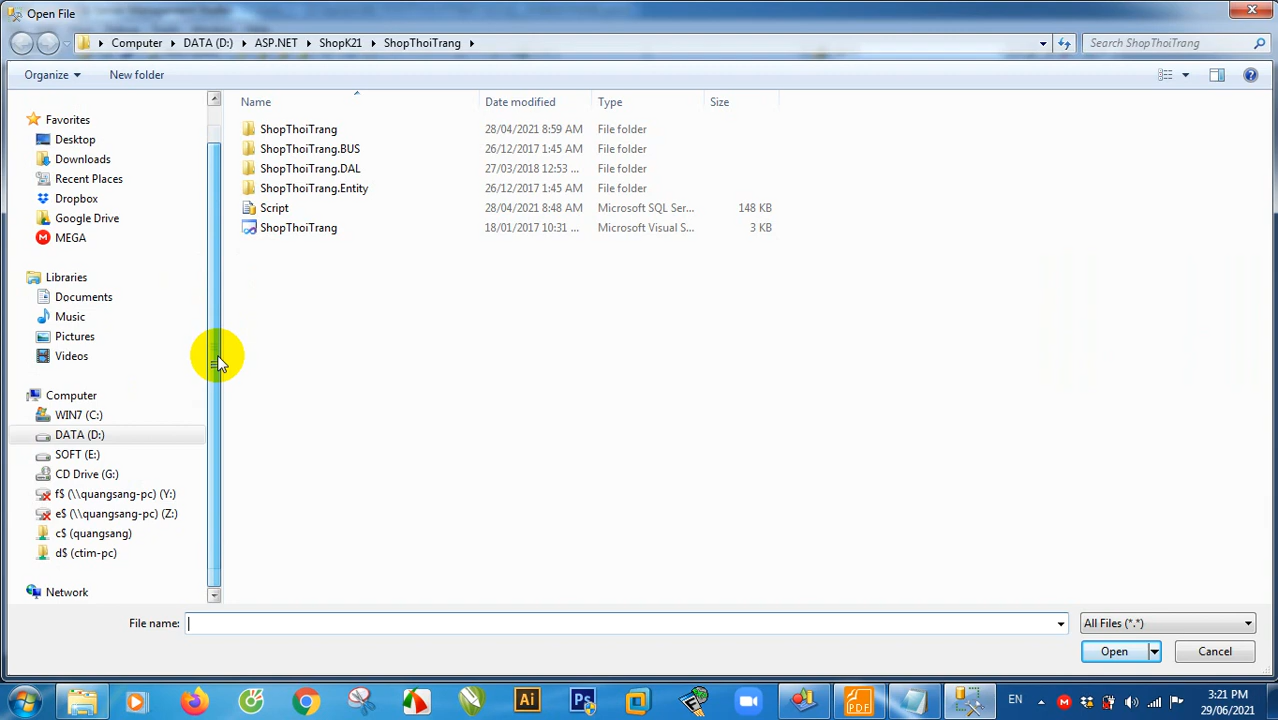 Open File
Computer ▸ DATA (D:) ▸ ASP.NET ▸ ShopK21 ▸ ShopThoiTrang ▸
Search ShopThoiTrang
Organize New folder
Name Date modified Type Size
Favorites
Desktop
Downloads
Recent Places
Dropbox
Google Drive
MEGA
Libraries
Documents
Music
Pictures
Videos
Computer
WIN7 (C:)
DATA (D:)
SOFT (E:)
CD Drive (G:)
f$ (\\quangsang-pc) (Y:)
e$ (\\quangsang-pc) (Z:)
c$ (quangsang)
d$ (ctim-pc)
Network
ShopThoiTrang 28/04/2021 8:59 AM File folder
ShopThoiTrang.BUS 26/12/2017 1:45 AM File folder
ShopThoiTrang.DAL 27/03/2018 12:53 ... File folder
ShopThoiTrang.Entity 26/12/2017 1:45 AM File folder
Script 28/04/2021 8:48 AM Microsoft SQL Ser... 148 KB
ShopThoiTrang 18/01/2017 10:31 ... Microsoft Visual S... 3 KB
File name: All Files (*.*)
Open Cancel
Ai Ps PDF EN 3:21 PM
29/06/2021